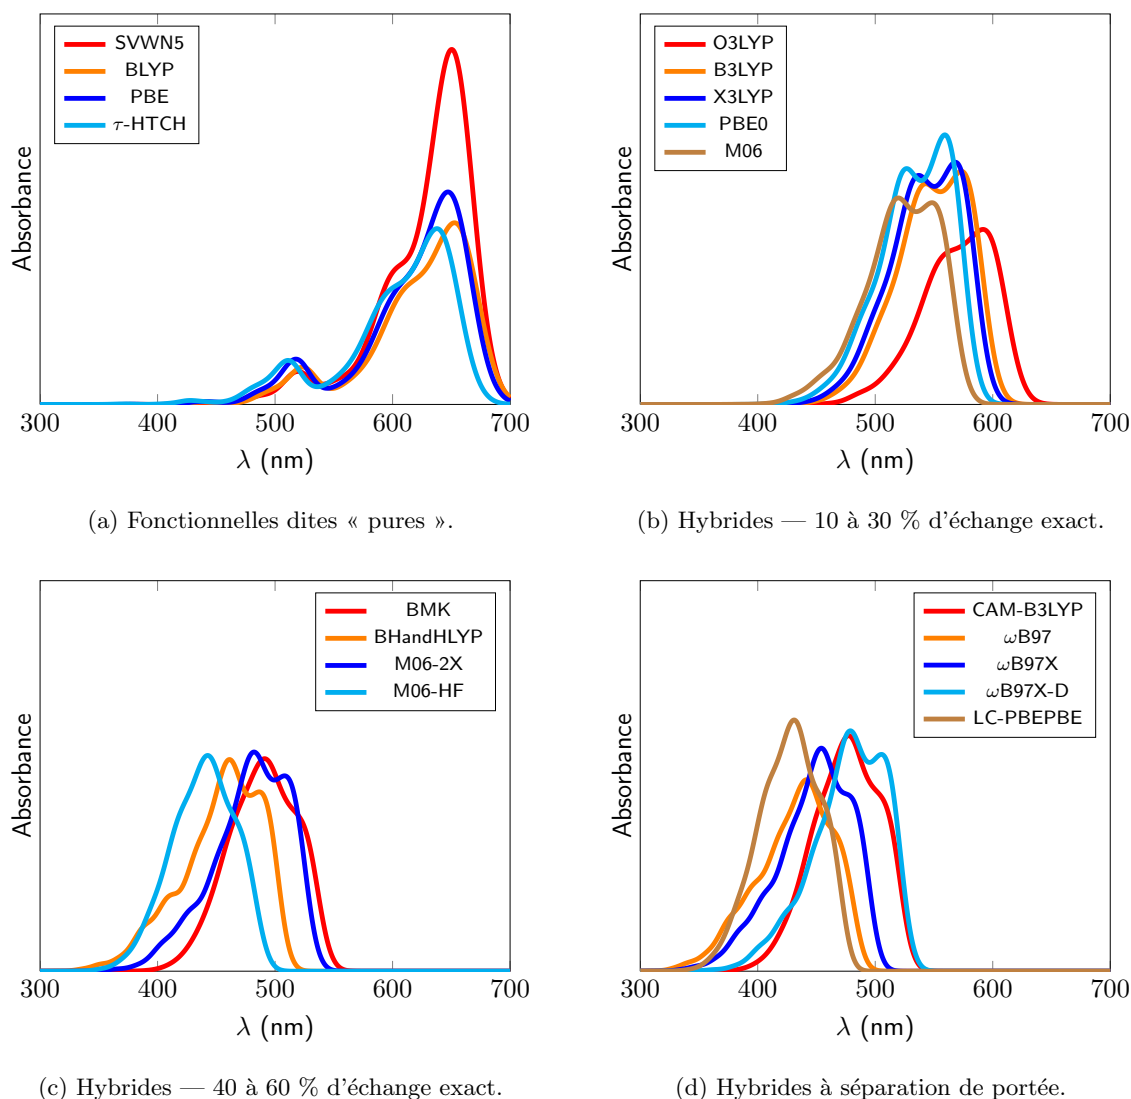 SVWN5
BLYP
PBE
τ-HTCH
Absorbance
300 400 500 600 700
λ (nm)
(a) Fonctionnelles dites « pures ».
O3LYP
B3LYP
X3LYP
PBE0
M06
Absorbance
300 400 500 600 700
λ (nm)
(b) Hybrides — 10 à 30 % d'échange exact.
BMK
BHandHLYP
M06-2X
M06-HF
Absorbance
300 400 500 600 700
λ (nm)
(c) Hybrides — 40 à 60 % d'échange exact.
CAM-B3LYP
ωB97
ωB97X
ωB97X-D
LC-PBEPBE
Absorbance
300 400 500 600 700
λ (nm)
(d) Hybrides à séparation de portée.